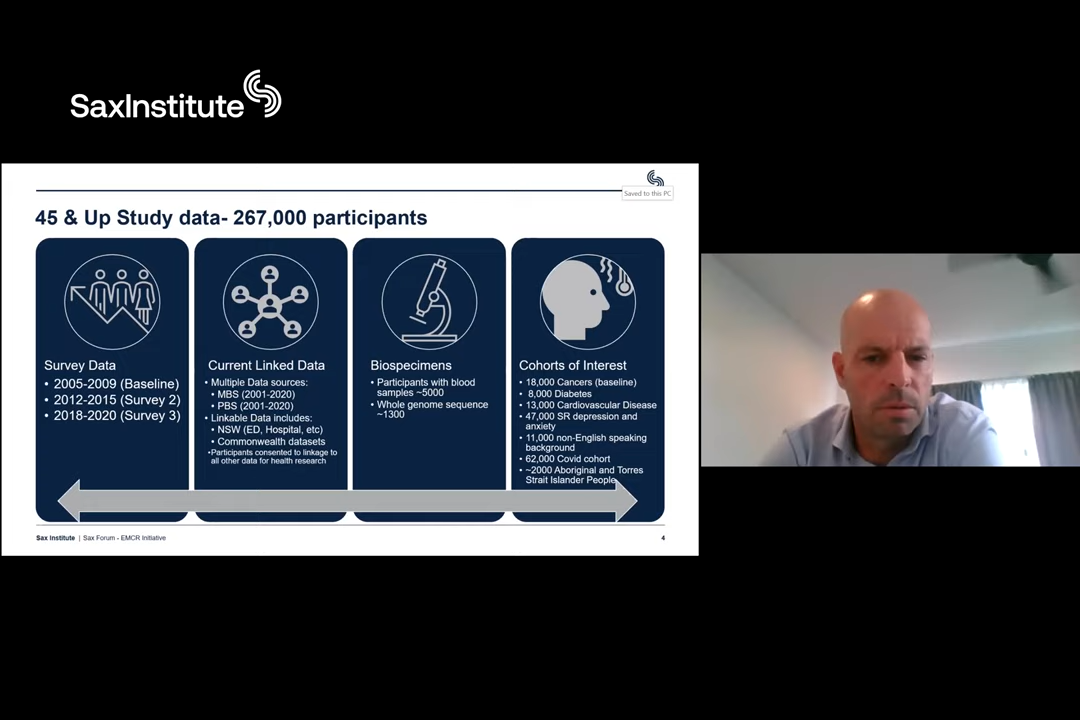 SaxInstitute
Saved to this PC
45 & Up Study data- 267,000 participants
Survey Data
• 2005-2009 (Baseline)
• 2012-2015 (Survey 2)
• 2018-2020 (Survey 3)
Current Linked Data
• Multiple Data sources:
• MBS (2001-2020)
• PBS (2001-2020)
• Linkable Data includes:
• NSW (ED, Hospital, etc)
• Commonwealth datasets
•Participants consented to linkage to
all other data for health research
Biospecimens
• Participants with blood
samples ~5000
• Whole genome sequence
~1300
Cohorts of Interest
• 18,000 Cancers (baseline)
• 8,000 Diabetes
• 13,000 Cardiovascular Disease
• 47,000 SR depression and
anxiety
• 11,000 non-English speaking
background
• 62,000 Covid cohort
• ~2000 Aboriginal and Torres
Strait Islander People
Sax Institute | Sax Forum - EMCR Initiative
4